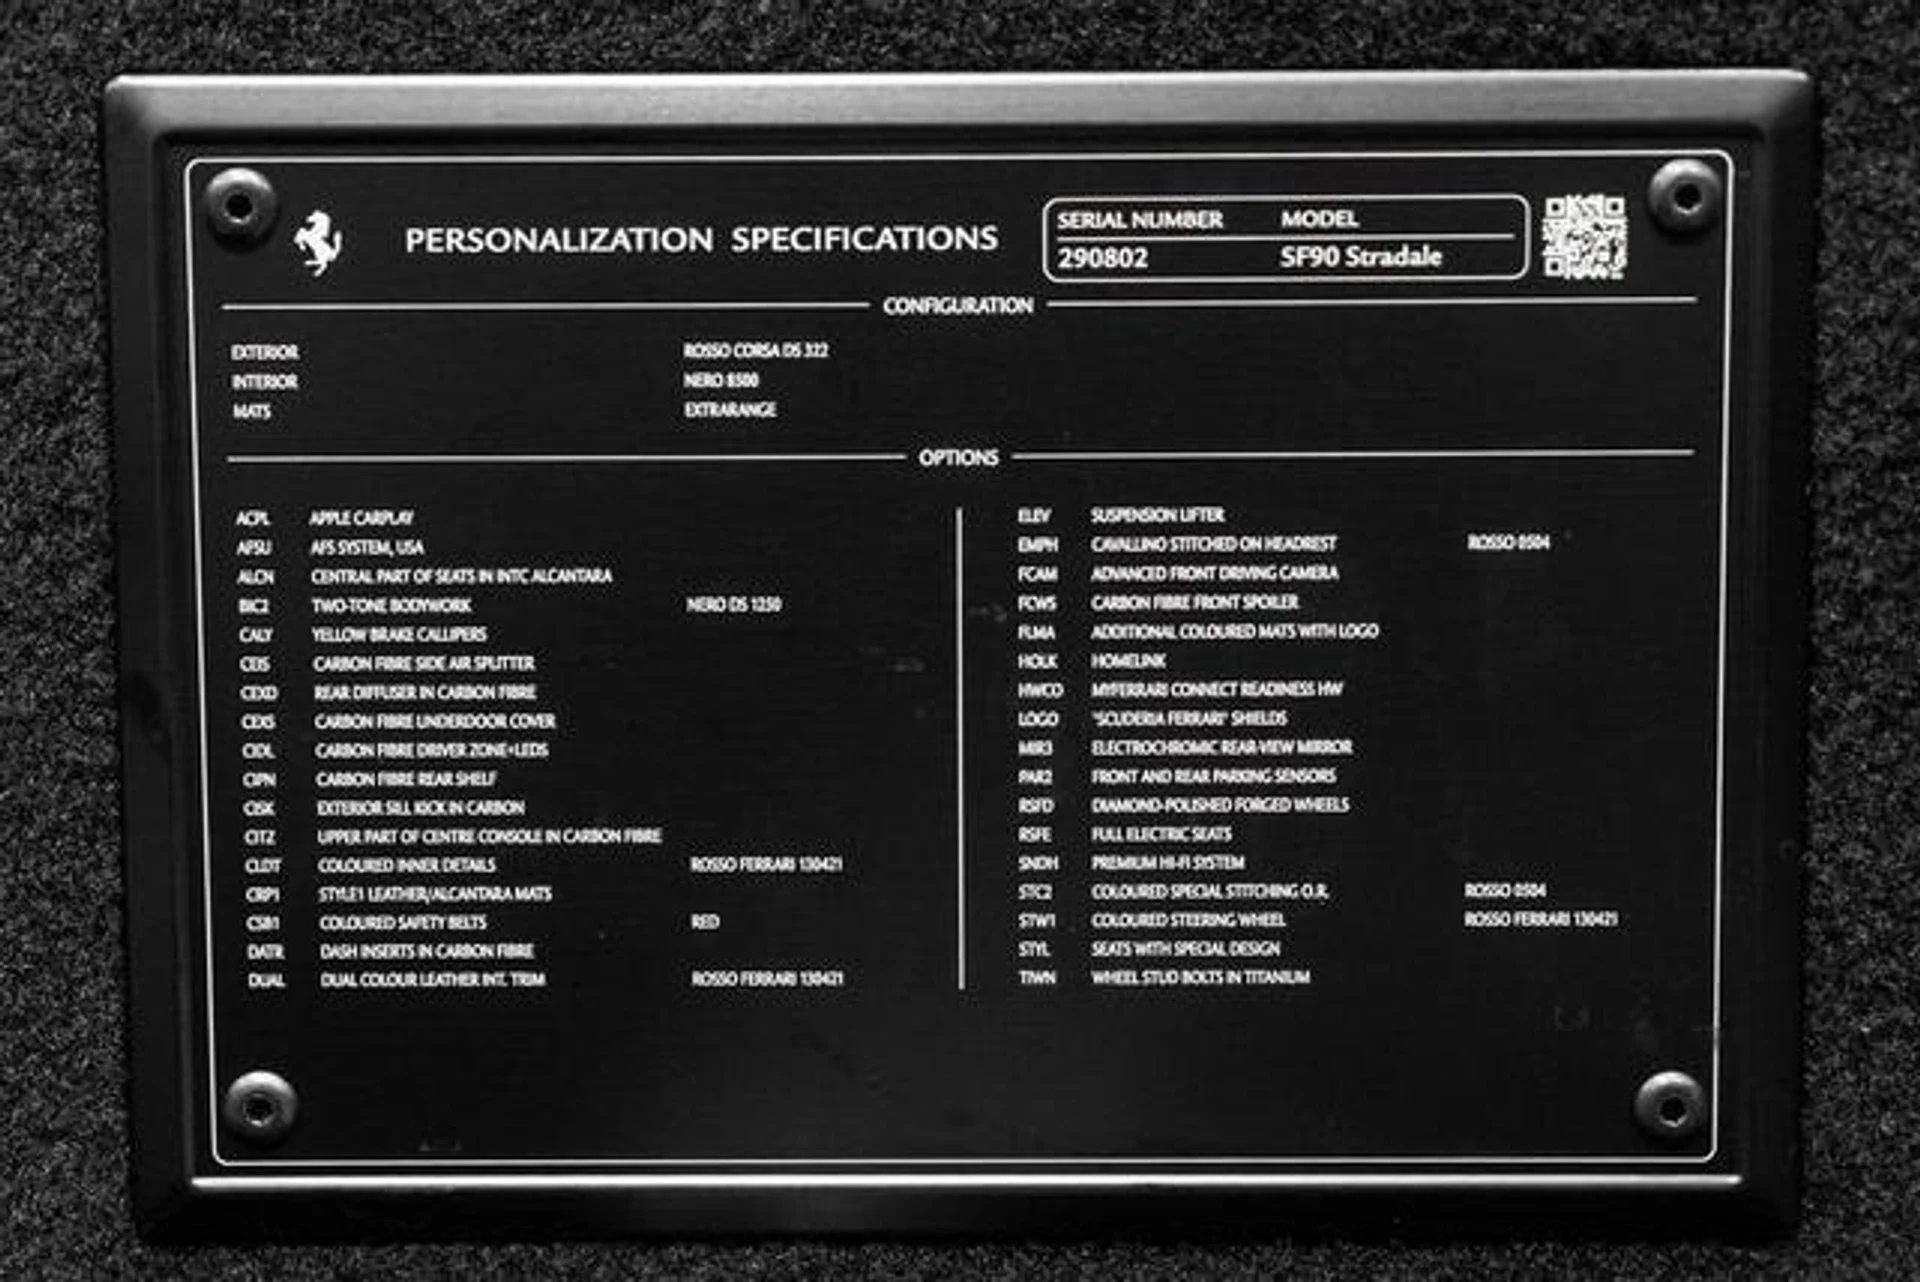 PERSONALIZATION SPECIFICATIONS
SERIAL NUMBER MODEL
290802 SF90 Stradale
CONFIGURATION
EXTERIOR ROSSO CORSA DS 322
INTERIOR NERO 8500
MATS EXTRARANGE
OPTIONS
ACPL APPLE CARPLAY
AFSU AFS SYSTEM, USA
ALCN CENTRAL PART OF SEATS IN INTC ALCANTARA
BIC2 TWO-TONE BODYWORK NERO DS 1250
CALY YELLOW BRAKE CALLIPERS
CEIS CARBON FIBRE SIDE AIR SPLITTER
CEXD REAR DIFFUSER IN CARBON FIBRE
CEXS CARBON FIBRE UNDERDOOR COVER
CIDL CARBON FIBRE DRIVER ZONE+LEDS
CIPN CARBON FIBRE REAR SHELF
CISK EXTERIOR SILL KICK IN CARBON
CITZ UPPER PART OF CENTRE CONSOLE IN CARBON FIBRE
CLDT COLOURED INNER DETAILS ROSSO FERRARI 130421
CRP1 STYLE1 LEATHER/ALCANTARA MATS
CSB1 COLOURED SAFETY BELTS RED
DATR DASH INSERTS IN CARBON FIBRE
DUAL DUAL COLOUR LEATHER INT. TRIM ROSSO FERRARI 130421
ELEV SUSPENSION LIFTER
EMPH CAVALLINO STITCHED ON HEADREST ROSSO 0504
FCAM ADVANCED FRONT DRIVING CAMERA
FCWS CARBON FIBRE FRONT SPOILER
FLMA ADDITIONAL COLOURED MATS WITH LOGO
HOLK HOMELINK
HWCO MYFERRARI CONNECT READINESS HW
LOGO "SCUDERIA FERRARI" SHIELDS
MIR3 ELECTROCHROMIC REAR-VIEW MIRROR
PAR2 FRONT AND REAR PARKING SENSORS
RSFD DIAMOND-POLISHED FORGED WHEELS
RSFE FULL ELECTRIC SEATS
SNDH PREMIUM HI-FI SYSTEM
STC2 COLOURED SPECIAL STITCHING O.R. ROSSO 0504
STW1 COLOURED STEERING WHEEL ROSSO FERRARI 130421
STYL SEATS WITH SPECIAL DESIGN
TIWN WHEEL STUD BOLTS IN TITANIUM